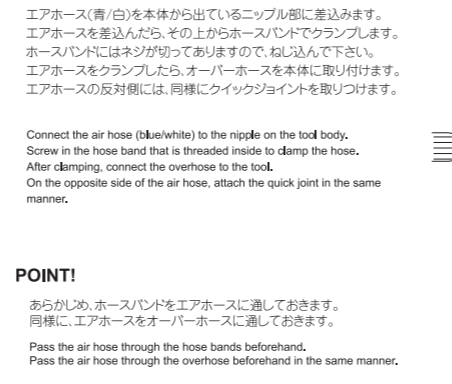 エアホース(青/白)を本体から出ているニップル部に差込みます。
エアホースを差込んだら、その上からホースバンドでクランプします。
ホースバンドにはネジが切ってありますので、ねじ込んで下さい。
エアホースをクランプしたら、オーバーホースを本体に取り付けます。
エアホースの反対側には、同様にクイックジョイントを取りつけます。
Connect the air hose (blue/white) to the nipple on the tool body.
Screw in the hose band that is threaded inside to clamp the hose.
After clamping, connect the overhose to the tool.
On the opposite side of the air hose, attach the quick joint in the same
manner.
POINT!
あらかじめ、ホースバンドをエアホースに通しておきます。
同様に、エアホースをオーバーホースに通しておきます。
Pass the air hose through the hose bands beforehand.
Pass the air hose through the overhose beforehand in the same manner.